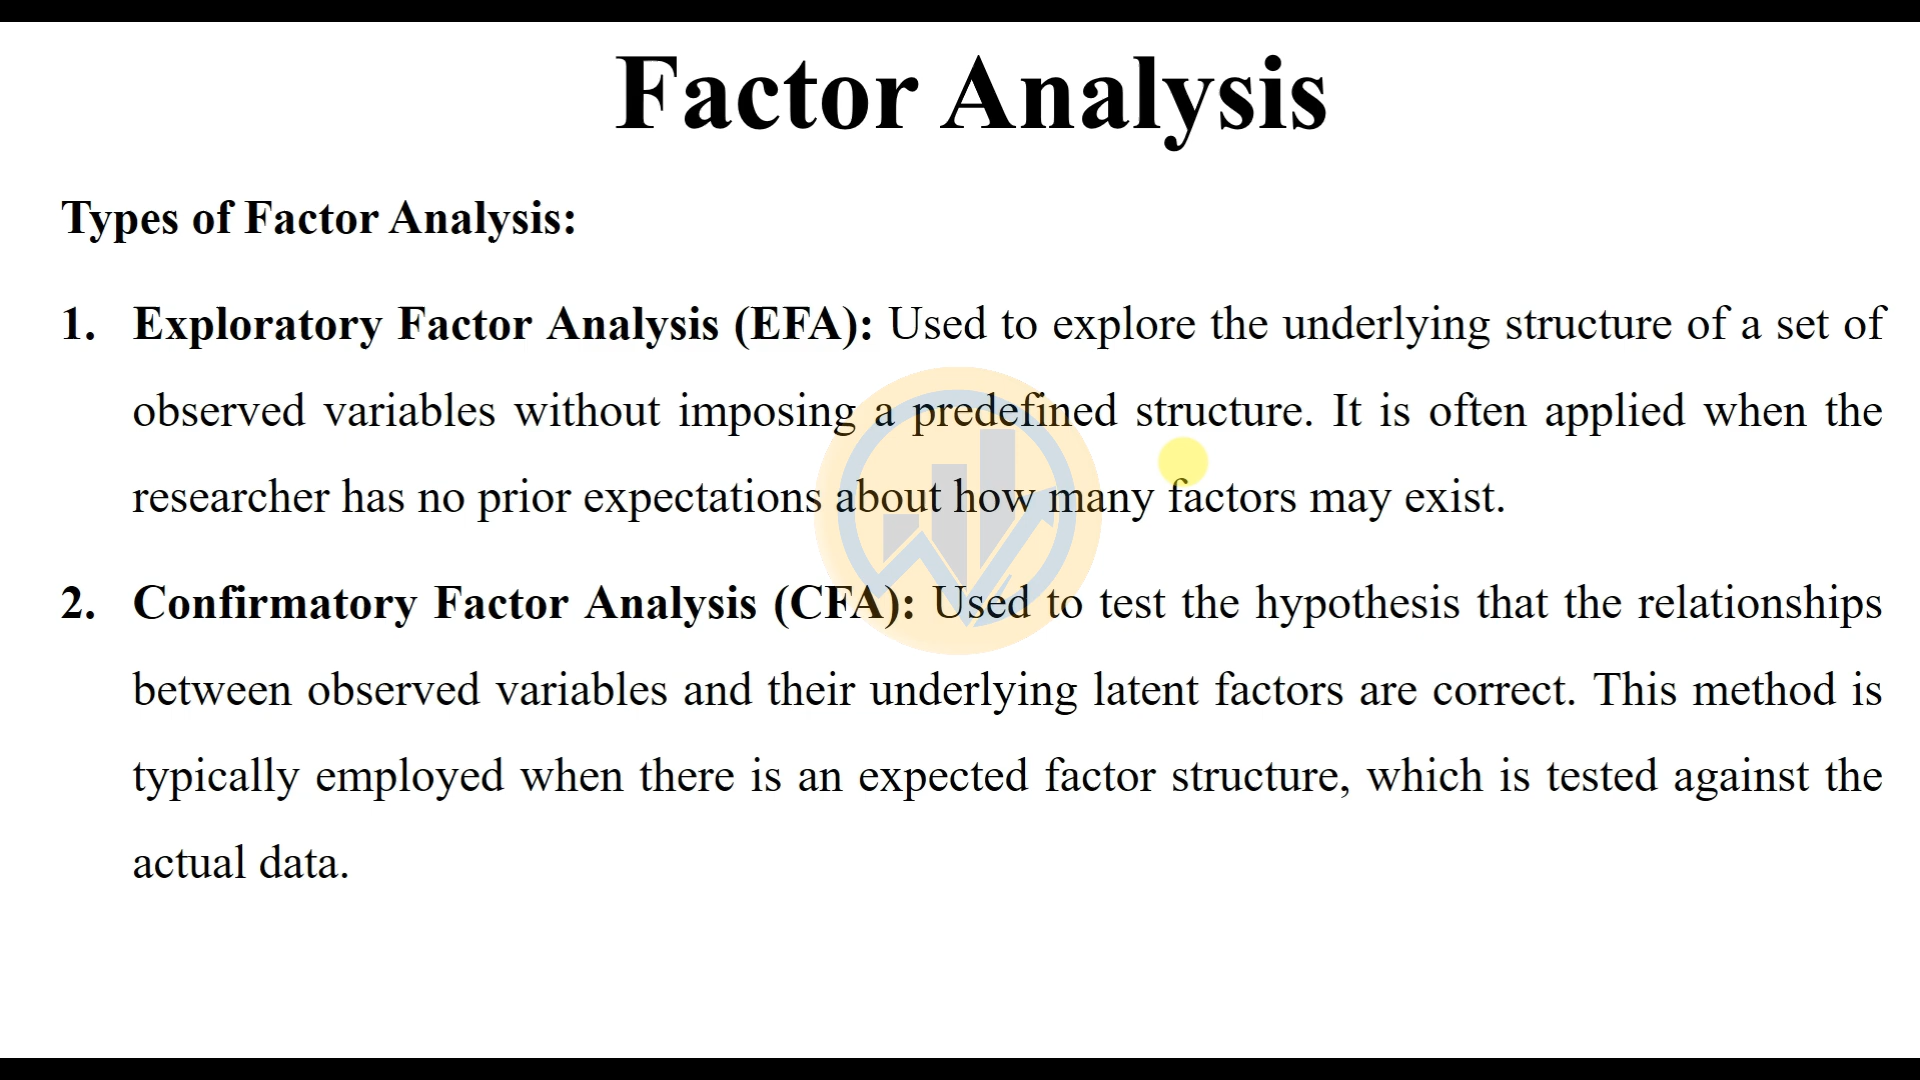 Factor Analysis
Types of Factor Analysis:
1. Exploratory Factor Analysis (EFA): Used to explore the underlying structure of a set of
observed variables without imposing a predefined structure. It is often applied when the
researcher has no prior expectations about how many factors may exist.
2. Confirmatory Factor Analysis (CFA): Used to test the hypothesis that the relationships
between observed variables and their underlying latent factors are correct. This method is
typically employed when there is an expected factor structure, which is tested against the
actual data.